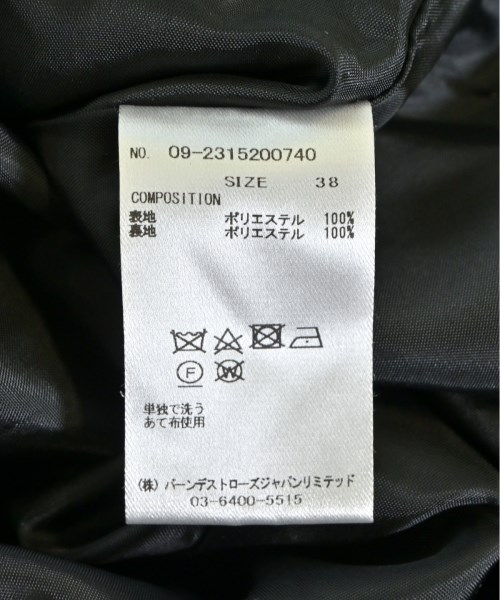 NO. 09-2315200740
SIZE 38
COMPOSITION
表地 ポリエステル 100%
裏地 ポリエステル 100%
F W
単独で洗う
あて布使用
(株) バーンデストローズジャパンリミテッド
03-6400-5515